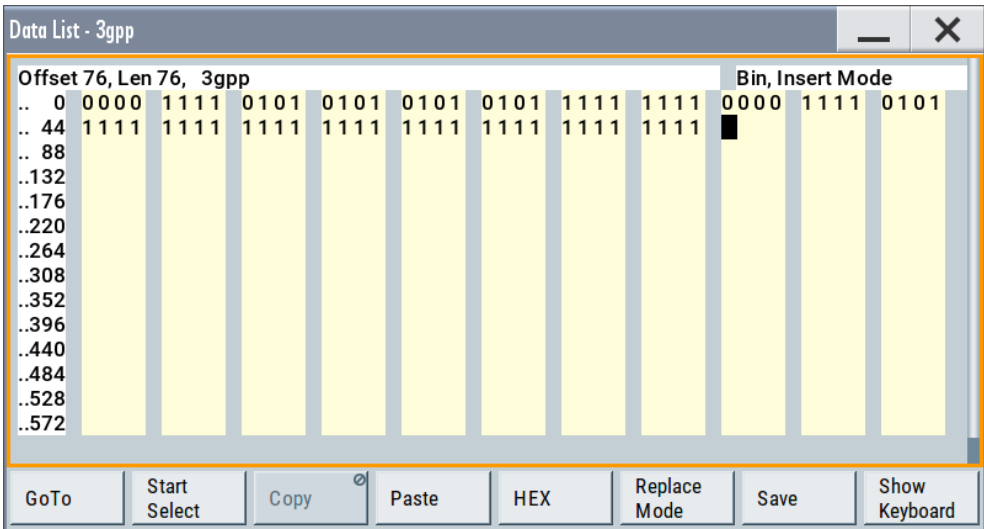 Data List - 3gpp
Offset 76, Len 76, 3gpp Bin, Insert Mode
.. 0 0000 1111 0101 0101 0101 0101 1111 1111 0000 1111 0101
.. 44 1111 1111 1111 1111 1111 1111 1111 1111
.. 88
..132
..176
..220
..264
..308
..352
..396
..440
..484
..528
..572
GoTo Start Select Copy Paste HEX Replace Mode Save Show Keyboard